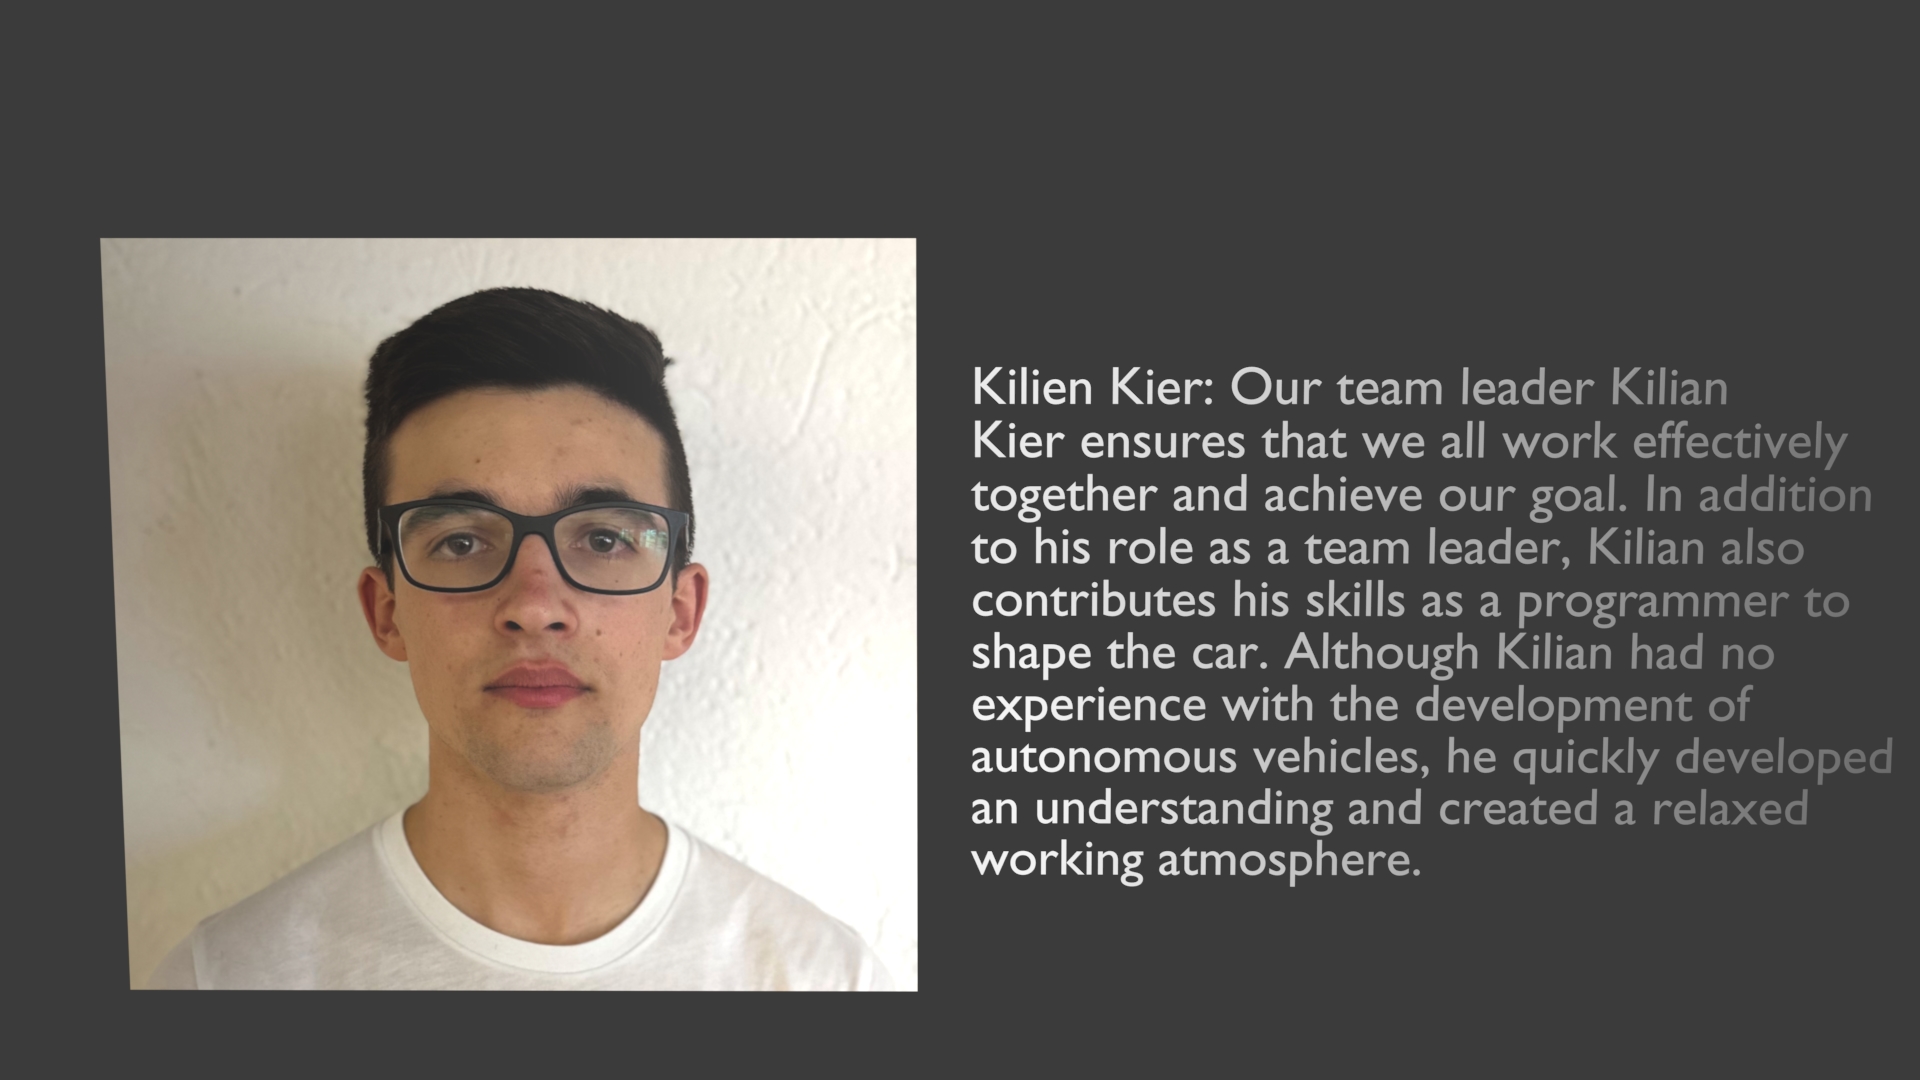 Kilien Kier: Our team leader Kilian
Kier ensures that we all work effectively
together and achieve our goal. In addition
to his role as a team leader, Kilian also
contributes his skills as a programmer to
shape the car. Although Kilian had no
experience with the development of
autonomous vehicles, he quickly developed
an understanding and created a relaxed
working atmosphere.